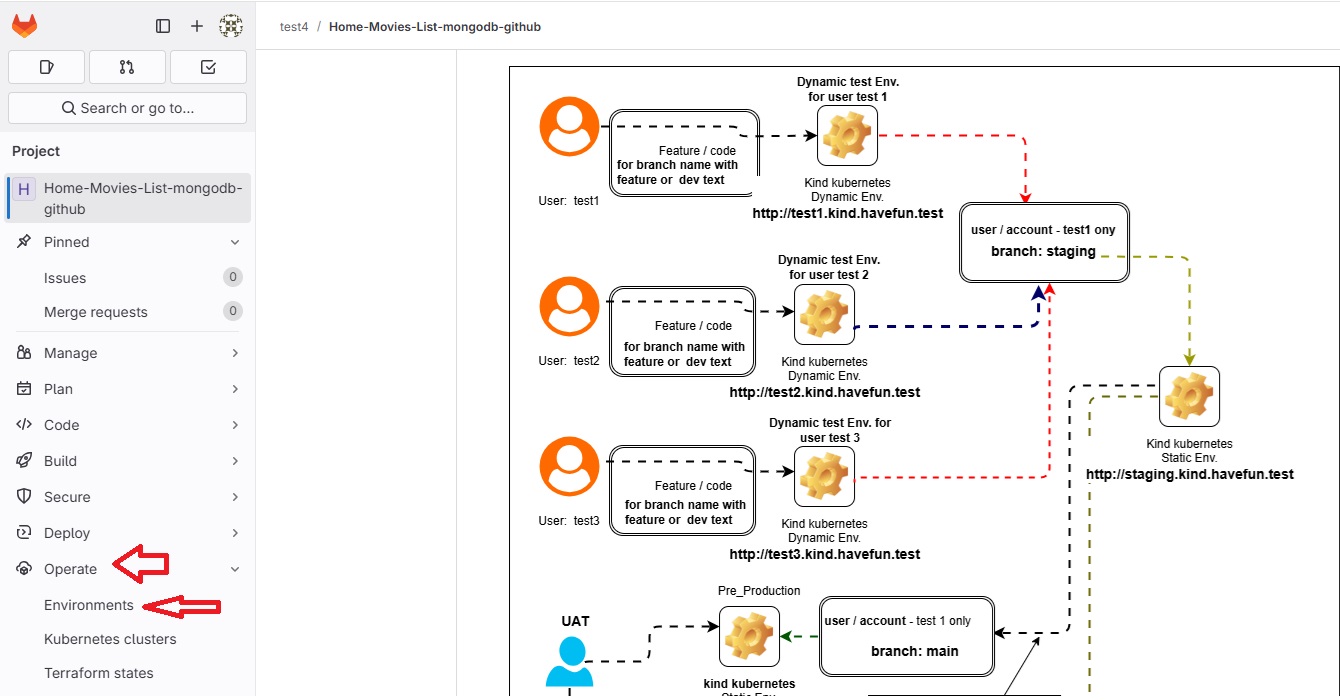 test4 / Home-Movies-List-mongodb-github
Search or go to...
Project
H Home-Movies-List-mongodb-
github
Pinned
Issues 0
Merge requests 0
Manage
Plan
Code
Build
Secure
Deploy
Operate
Environments
Kubernetes clusters
Terraform states
Dynamic test Env.
for user test 1
Feature / code
for branch name with
feature or dev text
User: test1
Kind kubernetes
Dynamic Env.
http://test1.kind.havefun.test
user / account - test1 ony
branch: staging
Dynamic test Env.
for user test 2
Feature / code
for branch name with
feature or dev text
User: test2
Kind kubernetes
Dynamic Env.
http://test2.kind.havefun.test
Dynamic test Env. for
user test 3
Feature / code
for branch name with
feature or dev text
User: test3
Kind kubernetes
Dynamic Env.
http://test3.kind.havefun.test
Kind kubernetes
Static Env.
http://staging.kind.havefun.test
Pre_Production
UAT
user / account - test 1 only
branch: main
kind kubernetes
Static Env.